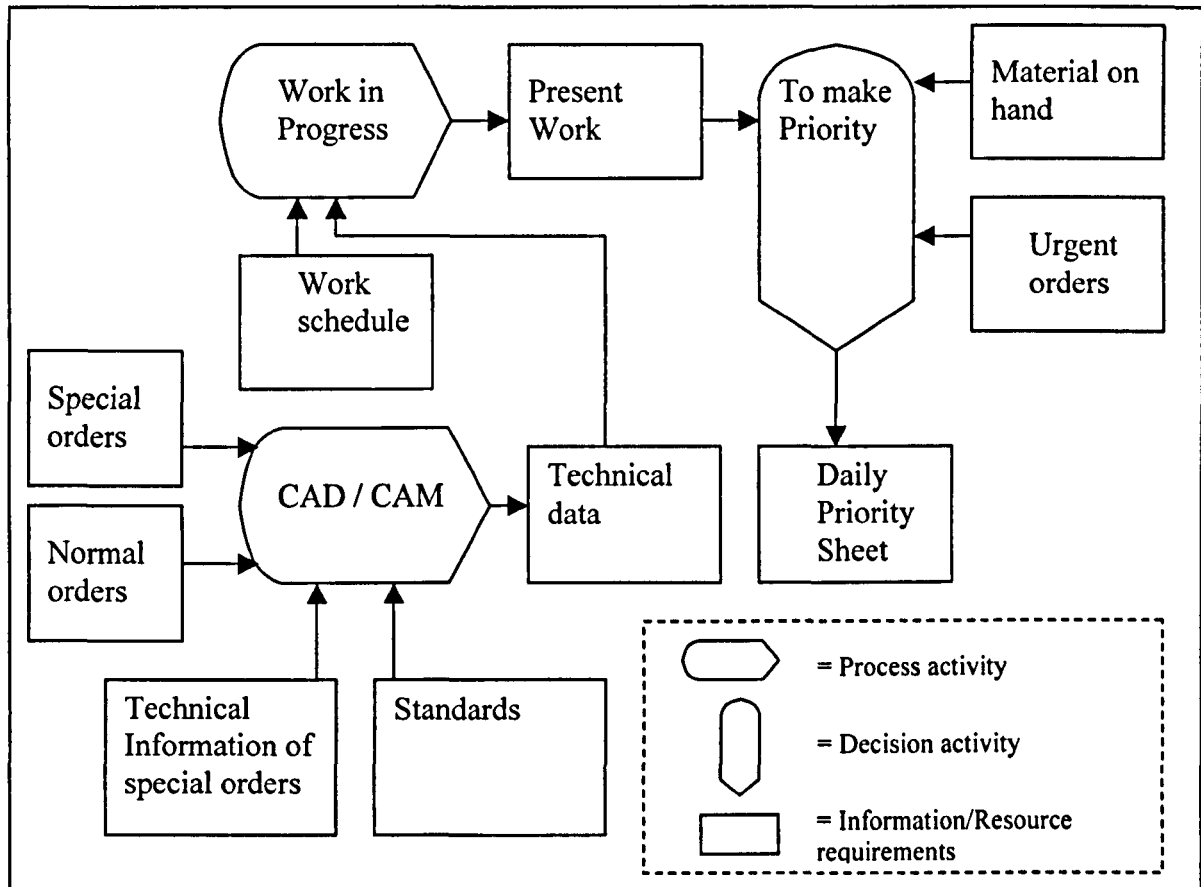 Work in
Progress
Present
Work
To make
Priority
Material on
hand
Urgent
orders
Work
schedule
Special
orders
Normal
orders
CAD / CAM
Technical
data
Daily
Priority
Sheet
Technical
Information of
special orders
Standards
= Process activity
= Decision activity
= Information/Resource
requirements